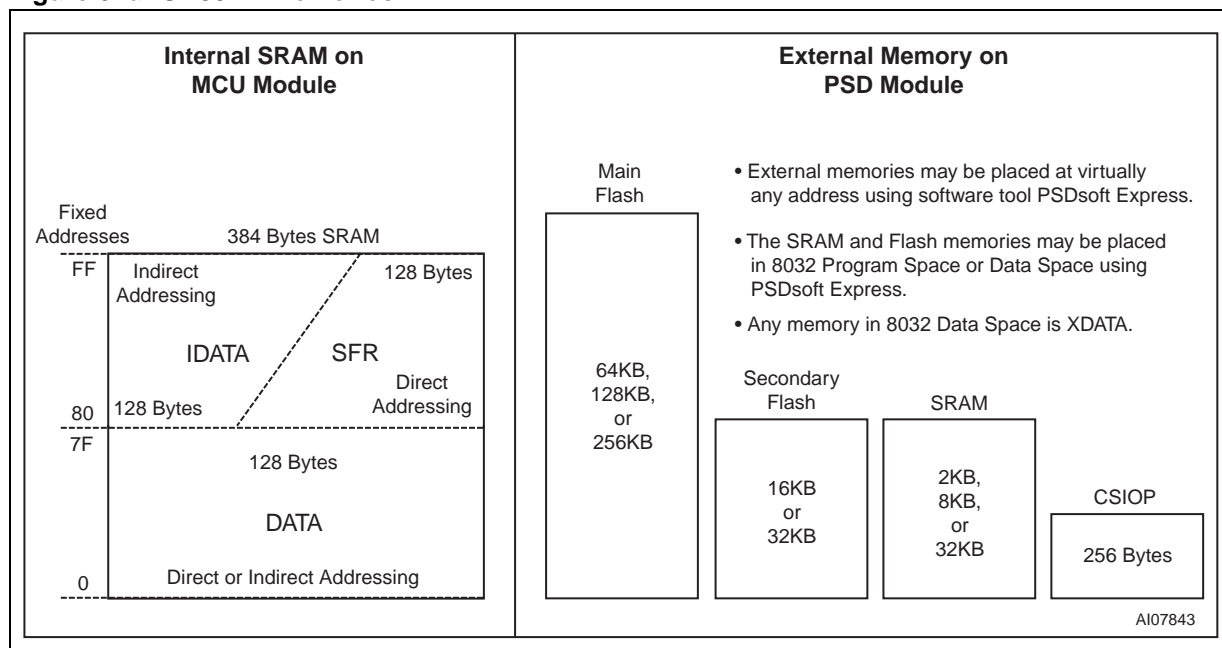 Internal SRAM on
MCU Module
Fixed
Addresses
384 Bytes SRAM
FF
Indirect
Addressing
128 Bytes
IDATA
SFR
Direct
Addressing
80
128 Bytes
7F
128 Bytes
DATA
0
Direct or Indirect Addressing
External Memory on
PSD Module
Main
Flash
• External memories may be placed at virtually
any address using software tool PSDsoft Express.
• The SRAM and Flash memories may be placed
in 8032 Program Space or Data Space using
PSDsoft Express.
• Any memory in 8032 Data Space is XDATA.
64KB,
128KB,
or
256KB
Secondary
Flash
16KB
or
32KB
SRAM
2KB,
8KB,
or
32KB
CSIOP
256 Bytes
AI07843